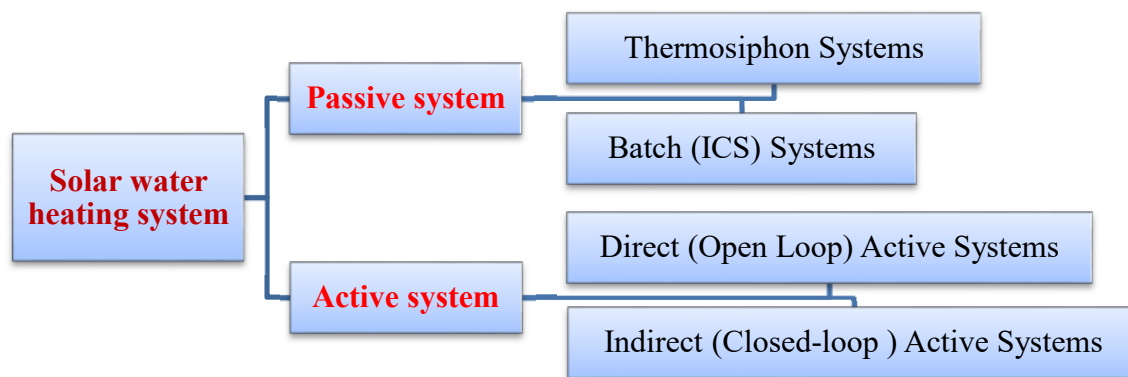 Solar water
heating system
Passive system
Thermosiphon Systems
Batch (ICS) Systems
Active system
Direct (Open Loop) Active Systems
Indirect (Closed-loop ) Active Systems